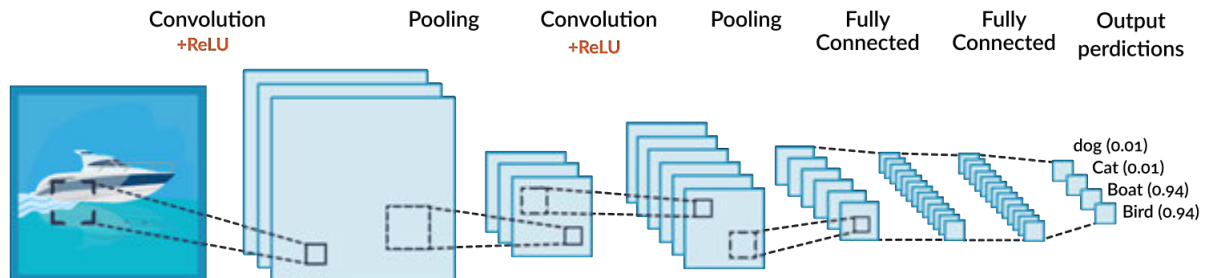 Convolution
+ReLU
Pooling
Convolution
+ReLU
Pooling
Fully
Connected
Fully
Connected
Output
perdictions
dog (0.01)
Cat (0.01)
Boat (0.94)
Bird (0.94)